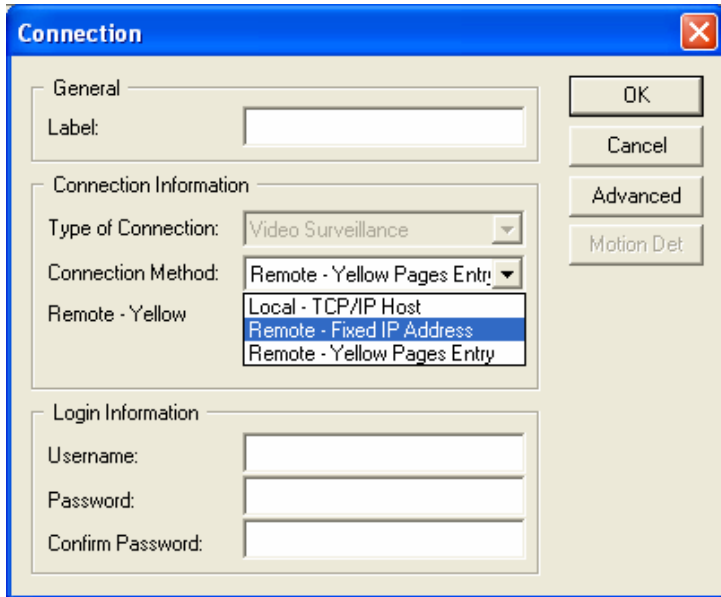 Connection
General
Label:
OK
Cancel
Connection Information
Advanced
Type of Connection: Video Surveillance
Motion Det
Connection Method: Remote - Yellow Pages Entry
Remote - Yellow
Local - TCP/IP Host
Remote - Fixed IP Address
Remote - Yellow Pages Entry
Login Information
Username:
Password:
Confirm Password: